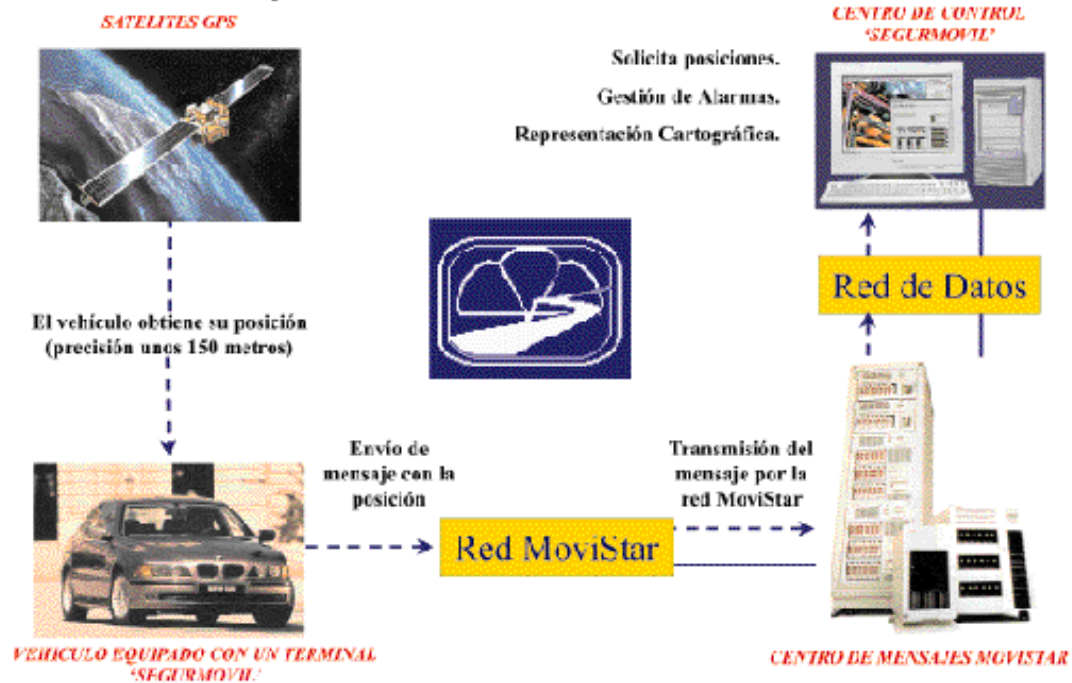 SATELITES GPS
CENTRO DE CONTROL
'SEGURMOVIL'
Solicita posiciones.
Gestión de Alarmas.
Representación Cartográfica.
Red de Datos
El vehículo obtiene su posición
(precisión unos 150 metros)
Envío de
mensaje con la
posición
Transmisión del
mensaje por la
red MoviStar
Red MoviStar
VEHICULO EQUIPADO CON UN TERMINAL
'SEGURMOVIL'
CENTRO DE MENSAJES MOVISTAR